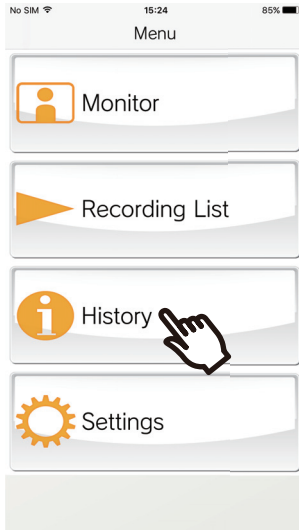 No SIM 15:24 85%
Menu
Monitor
Recording List
History
Settings